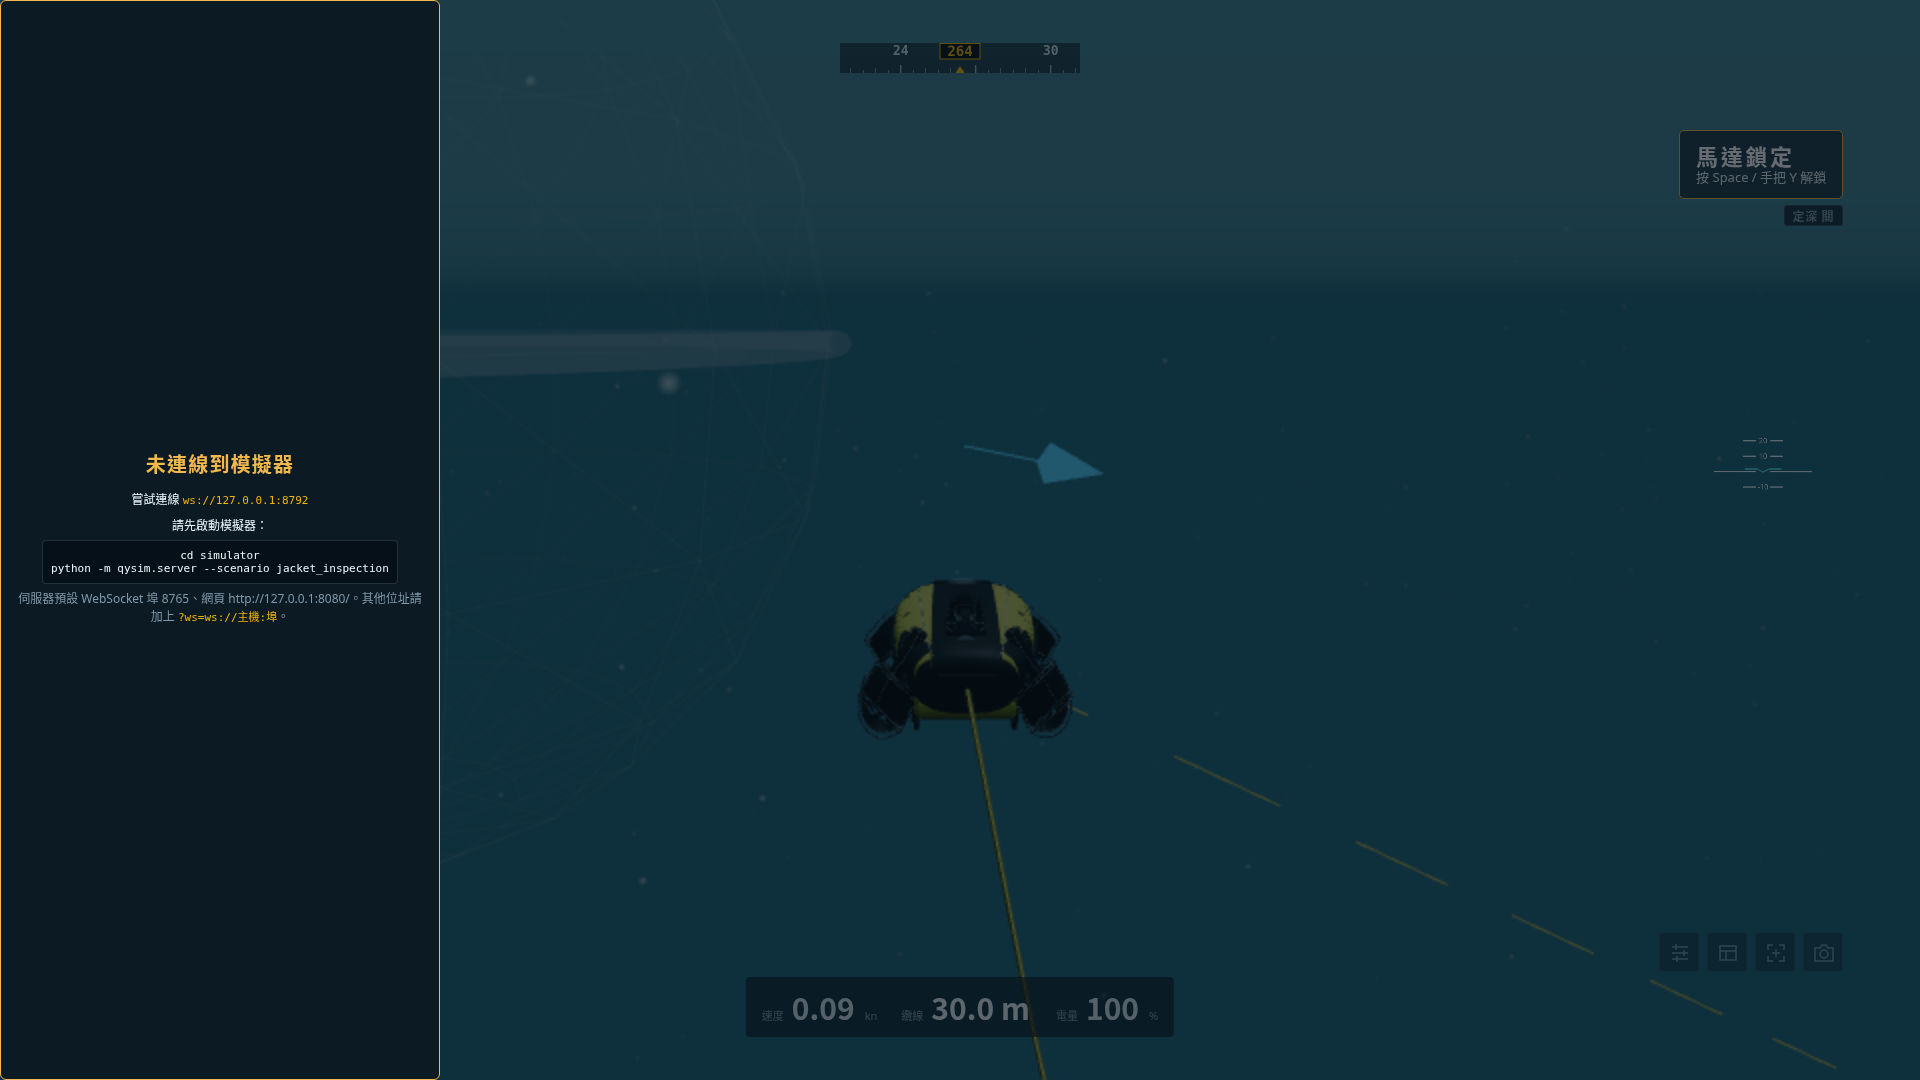 24 264 30
馬達鎖定
按 Space / 手把 Y 解鎖
定深 關
20
10
-10
未連線到模擬器
嘗試連線 ws://127.0.0.1:8792
請先啟動模擬器：
cd simulator
python -m qysim.server --scenario jacket_inspection
伺服器預設 WebSocket 埠 8765、網頁 http://127.0.0.1:8080/。其他位址請
加上 ?ws=ws://主機:埠。
速度 0.09 kn 纜線 30.0 m 電量 100 %